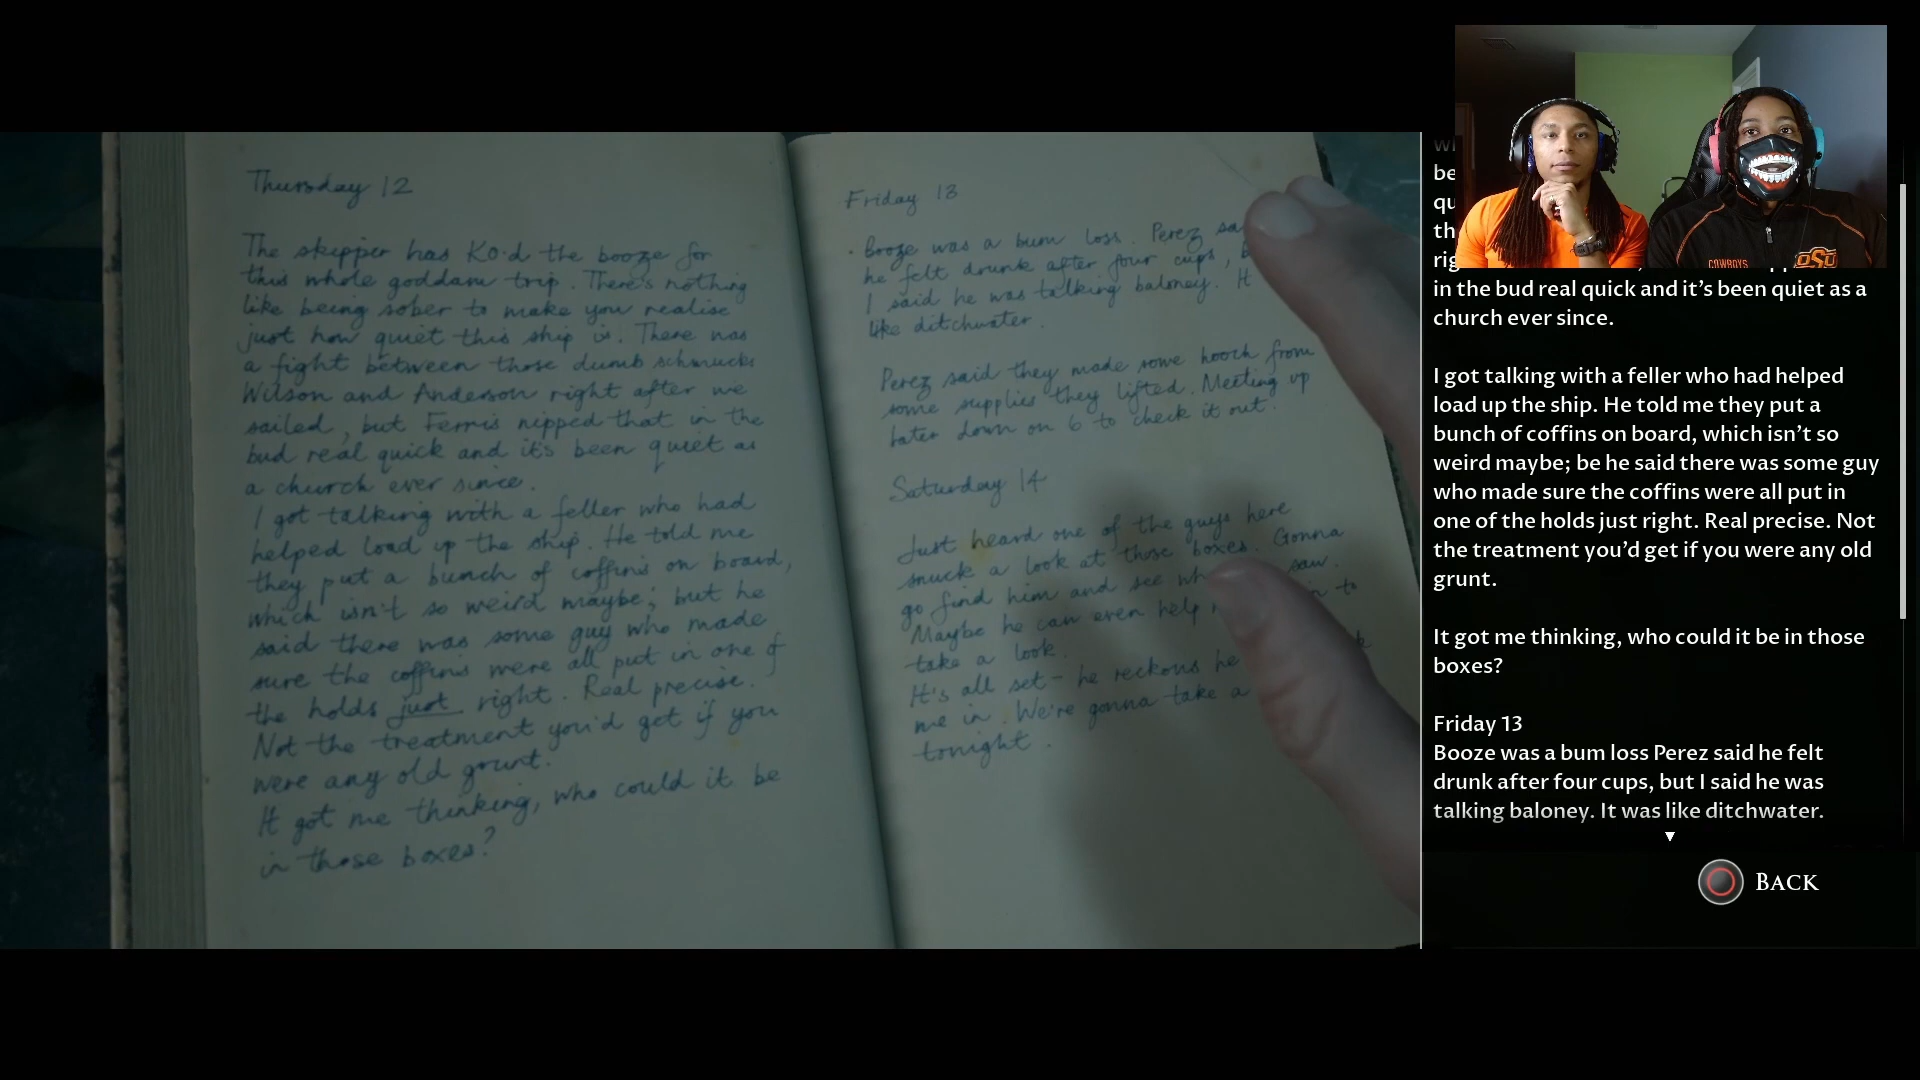 Thursday 12
The skipper has KO'd the booze for
this whole goddam trip. There's nothing
like being sober to make you realise
just how quiet this ship is. There was
a fight between those dumb schmucks
Wilson and Anderson right after we
sailed, but Ferris nipped that in the
bud real quick and it's been quiet as
a church ever since.
I got talking with a feller who had
helped load up the ship. He told me
they put a bunch of coffins on board,
which isn't so weird maybe; but he
said there was some guy who made
sure the coffins were all put in one of
the holds just right. Real precise.
Not the treatment you'd get if you
were any old grunt.
It got me thinking, who could it be
in those boxes?
Friday 13
Booze was a bum loss. Perez
he felt drunk after four cups,
I said he was talking baloney. It
like ditchwater.
Perez said they made some hooch from
some supplies they lifted. Meeting up
later down on 6 to check it out.
Saturday 14
Just heard one of the guys here
snuck a look at those boxes. Gonna
go find him and see saw.
Maybe he can even help to
take a look.
It's all set - he reckons he
me in. We're gonna take a
tonight.
in the bud real quick and it's been quiet as a
church ever since.
I got talking with a feller who had helped
load up the ship. He told me they put a
bunch of coffins on board, which isn't so
weird maybe; be he said there was some guy
who made sure the coffins were all put in
one of the holds just right. Real precise. Not
the treatment you'd get if you were any old
grunt.
It got me thinking, who could it be in those
boxes?
Friday 13
Booze was a bum loss Perez said he felt
drunk after four cups, but I said he was
talking baloney. It was like ditchwater.
BACK
COWBOYS
OSU